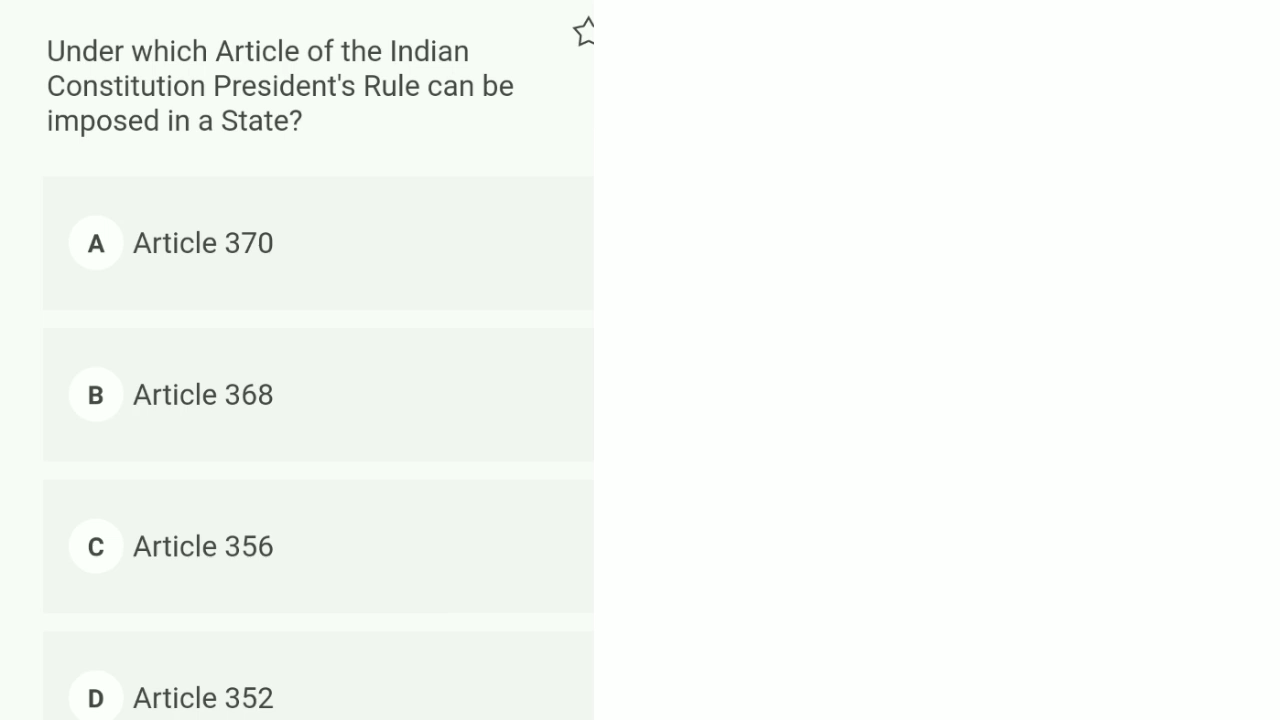 Under which Article of the Indian
Constitution President's Rule can be
imposed in a State?
A Article 370
B Article 368
C Article 356
D Article 352